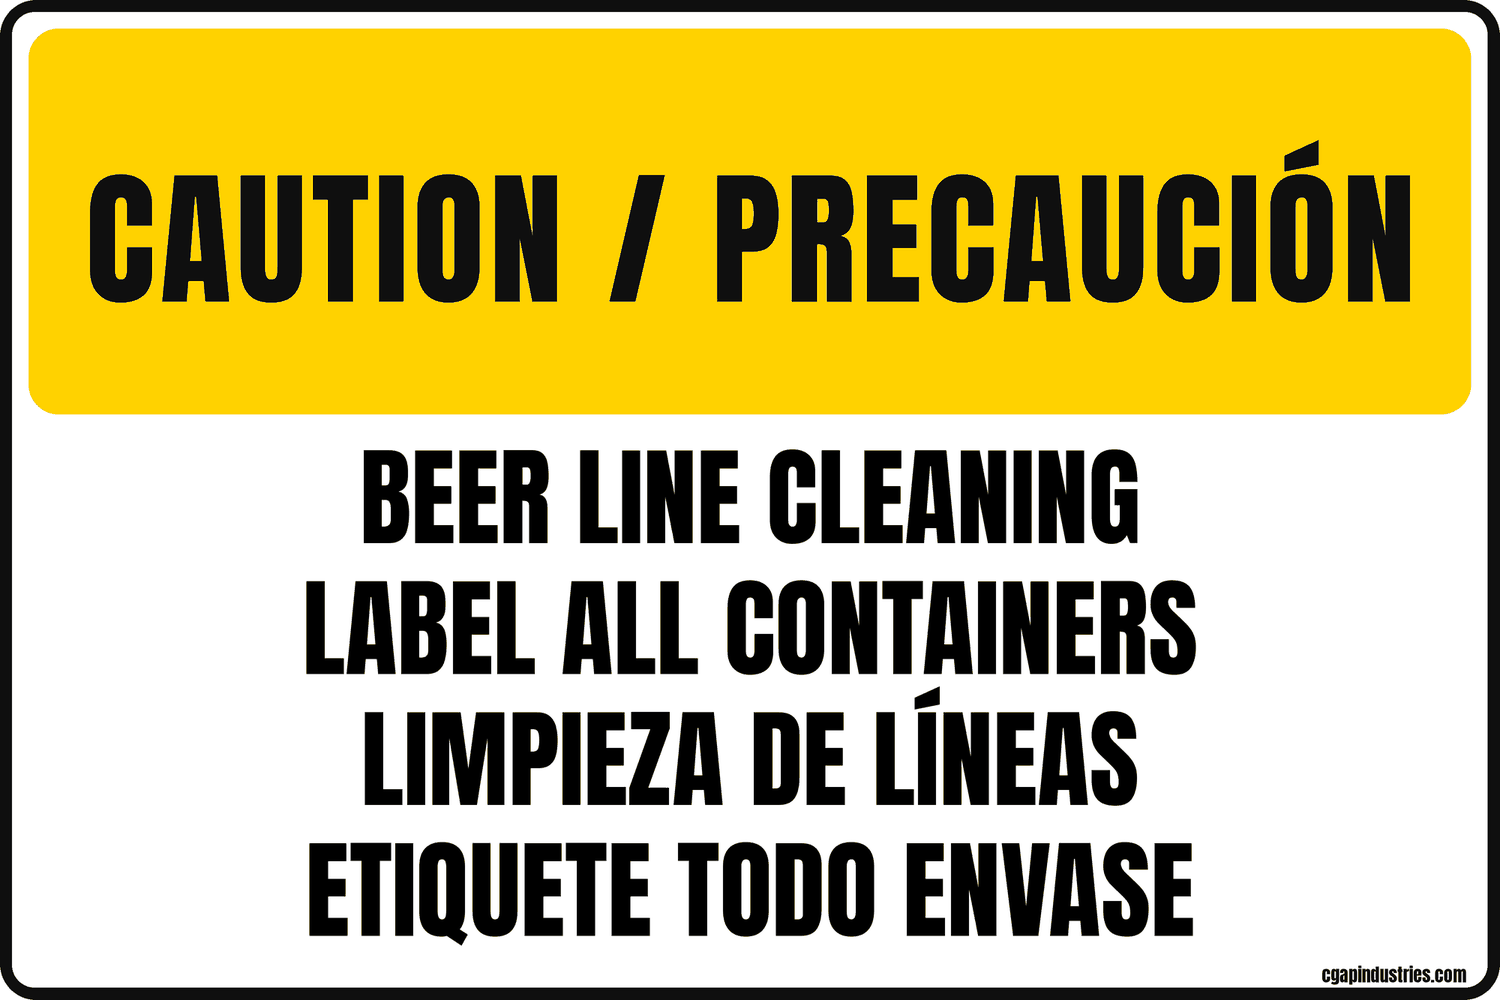 CAUTION / PRECAUCIÓN
BEER LINE CLEANING
LABEL ALL CONTAINERS
LIMPIEZA DE LÍNEAS
ETIQUETE TODO ENVASE
cgapindustries.com